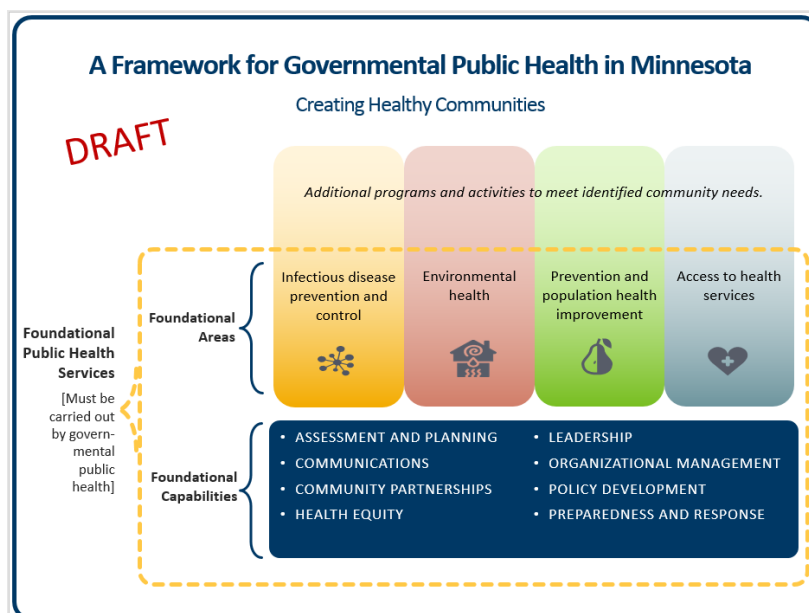 A Framework for Governmental Public Health in Minnesota
Creating Healthy Communities
DRAFT
Additional programs and activities to meet identified community needs.
Foundational
Public Health
Services
[Must be
carried out
by govern-
mental
public
health]
Foundational
Areas
Infectious disease
prevention and
control
Environmental
health
Prevention and
population health
improvement
Access to health
services
Foundational
Capabilities
• ASSESSMENT AND PLANNING
• COMMUNICATIONS
• COMMUNITY PARTNERSHIPS
• HEALTH EQUITY
• LEADERSHIP
• ORGANIZATIONAL MANAGEMENT
• POLICY DEVELOPMENT
• PREPAREDNESS AND RESPONSE